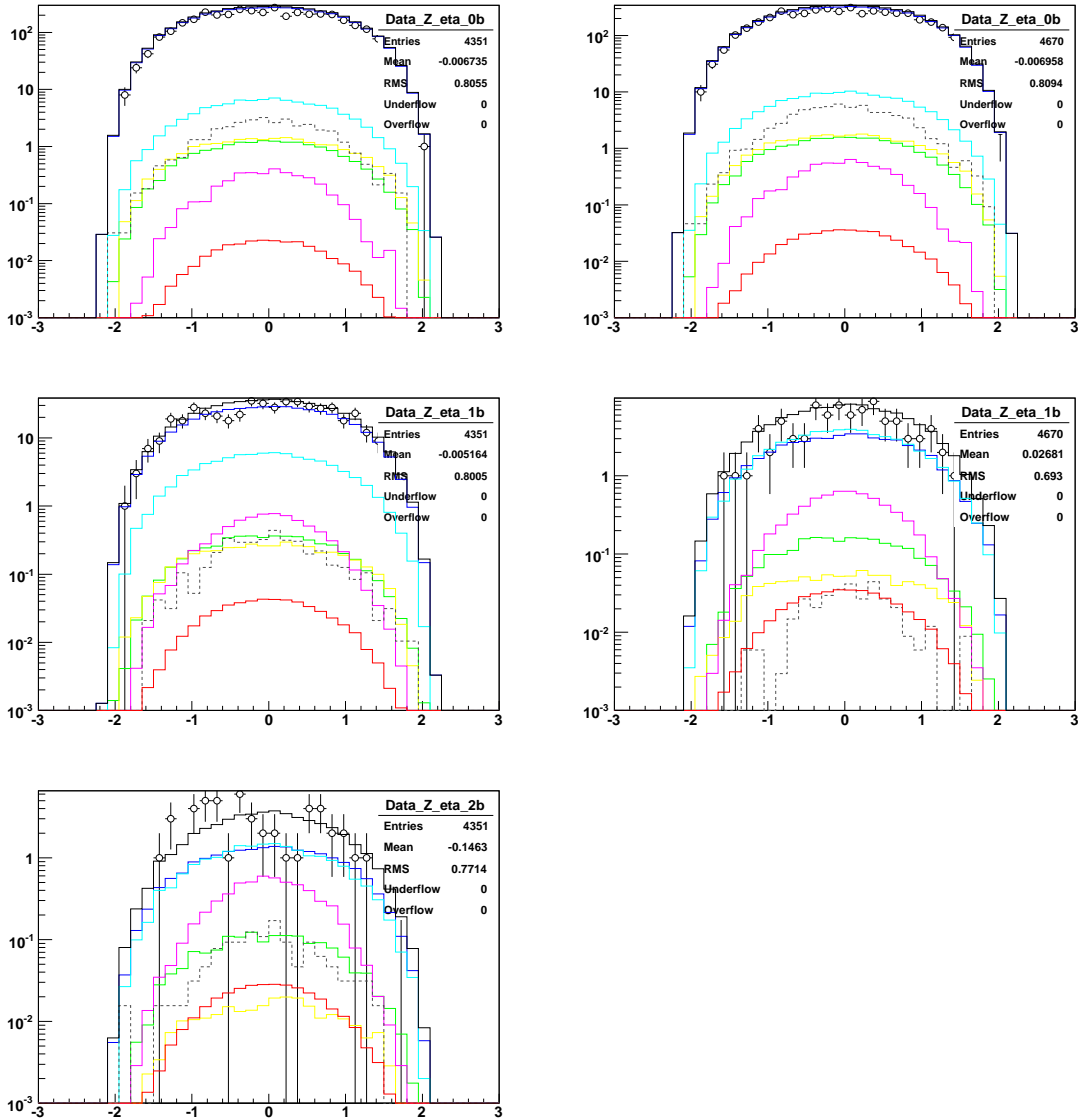 Data_Z_eta_0b
Entries 4351
Mean -0.006735
RMS 0.8055
Underflow 0
Overflow 0
10^2
10
1
10^-1
10^-2
10^-3
-3 -2 -1 0 1 2 3
Data_Z_eta_0b
Entries 4670
Mean -0.006958
RMS 0.8094
Underflow 0
Overflow 0
10^2
10
1
10^-1
10^-2
10^-3
-3 -2 -1 0 1 2 3
Data_Z_eta_1b
Entries 4351
Mean -0.005164
RMS 0.8005
Underflow 0
Overflow 0
10
1
10^-1
10^-2
10^-3
-3 -2 -1 0 1 2 3
Data_Z_eta_1b
Entries 4670
Mean 0.02681
RMS 0.693
Underflow 0
Overflow 0
1
10^-1
10^-2
10^-3
-3 -2 -1 0 1 2 3
Data_Z_eta_2b
Entries 4351
Mean -0.1463
RMS 0.7714
Underflow 0
Overflow 0
1
10^-1
10^-2
10^-3
-3 -2 -1 0 1 2 3